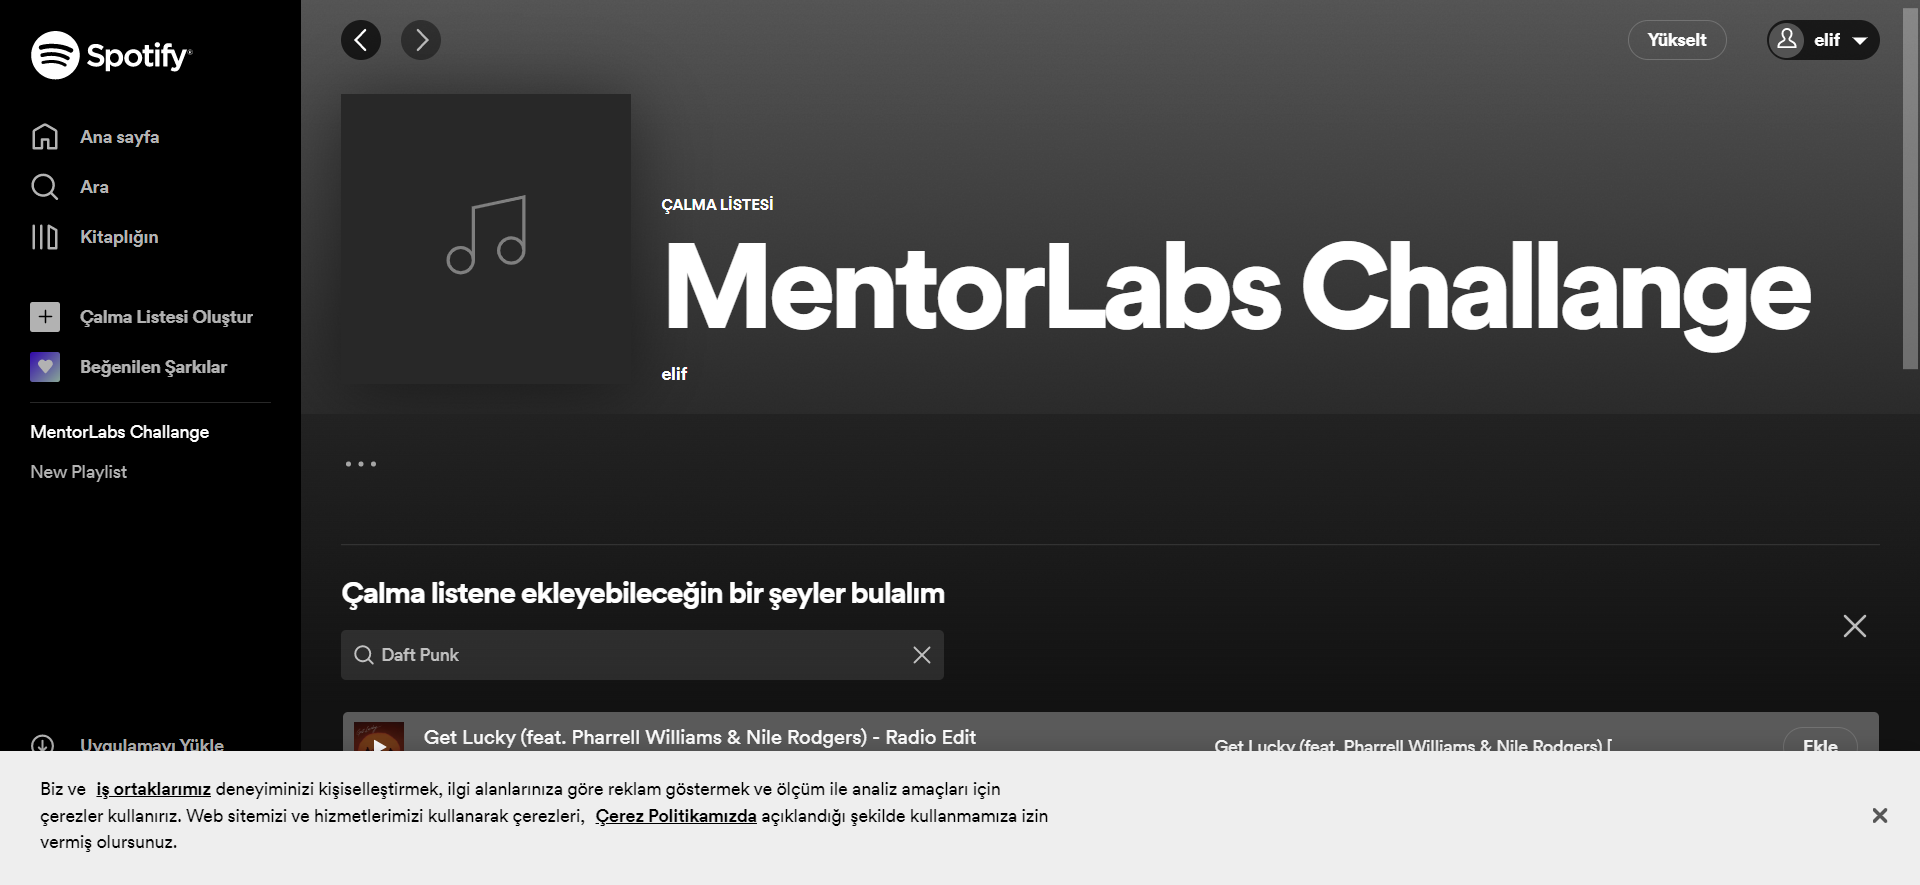 Spotify
Ana sayfa
Ara
Kitaplığın
Çalma Listesi Oluştur
Beğenilen Şarkılar
MentorLabs Challange
New Playlist
Uygulamayı Yükle
Yükselt
elif
ÇALMA LİSTESİ
MentorLabs Challange
elif
Çalma listene ekleyebileceğin bir şeyler bulalım
Daft Punk
Get Lucky (feat. Pharrell Williams & Nile Rodgers) - Radio Edit
Get Lucky (feat. Pharrell Williams & Nile Rodgers) [
Ekle
Biz ve iş ortaklarımız deneyiminizi kişiselleştirmek, ilgi alanlarınıza göre reklam göstermek ve ölçüm ile analiz amaçları için
çerezler kullanırız. Web sitemizi ve hizmetlerimizi kullanarak çerezleri, Çerez Politikamızda açıklandığı şekilde kullanmamıza izin
vermiş olursunuz.